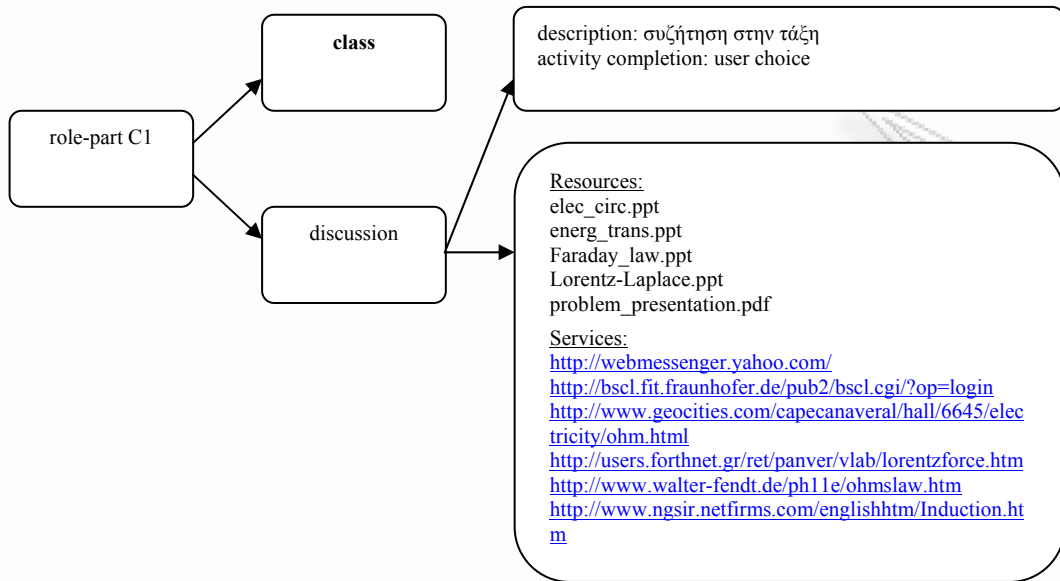 role-part C1
class
discussion
description: συζήτηση στην τάξη
activity completion: user choice
Resources:
elec_circ.ppt
energ_trans.ppt
Faraday_law.ppt
Lorentz-Laplace.ppt
problem_presentation.pdf
Services:
http://webmessenger.yahoo.com/
http://bscl.fit.fraunhofer.de/pub2/bscl.cgi/?op=login
http://www.geocities.com/capecanaveral/hall/6645/elec
tricity/ohm.html
http://users.forthnet.gr/ret/panver/vlab/lorentzforce.htm
http://www.walter-fendt.de/ph11e/ohmslaw.htm
http://www.ngsir.netfirms.com/englishhtm/Induction.ht
m